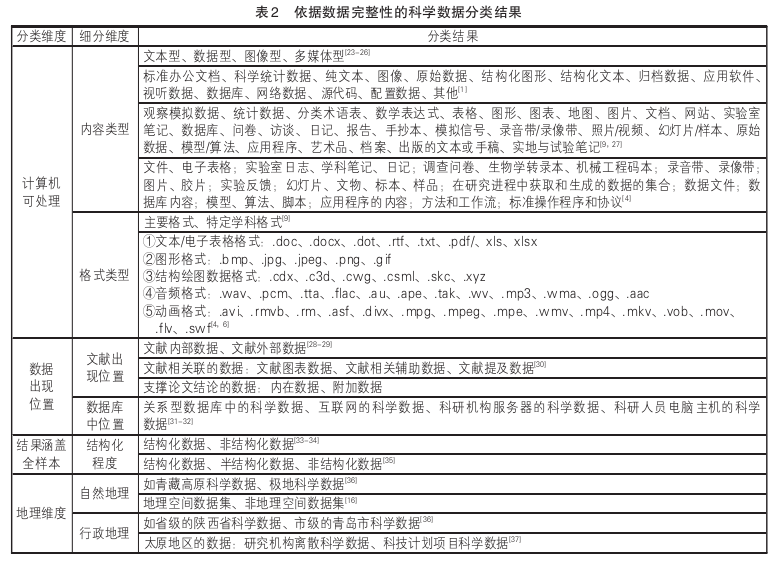 表2 依据数据完整性的科学数据分类结果
分类维度 细分维度 分类结果
计算机
可处理
内容类型
文本型、数据型、图像型、多媒体型[23-26]
标准办公文档、科学统计数据、纯文本、图像、原始数据、结构化图形、结构化文本、归档数据、应用软件、
视听数据、数据库、网络数据、源代码、配置数据、其他[1]
观察模拟数据、统计数据、分类术语表、数学表达式、表格、图形、图表、地图、图片、文档、网站、实验室
笔记、数据库、问卷、访谈、日记、报告、手抄本、模拟信号、录音带/录像带、照片/视频、幻灯片/样本、原始
数据、模型/算法、应用程序、艺术品、档案、出版的文本或手稿、实地与试验笔记[9, 27]
文件、电子表格；实验室日志、学科笔记、日记；调查问卷、生物学转录本、机械工程码本；录音带、录像带；
图片、胶片；实验反馈；幻灯片、文物、标本、样品；在研究进程中获取和生成的数据的集合；数据文件；数
据库内容；模型、算法、脚本；应用程序的内容；方法和工作流；标准操作程序和协议[4]
格式类型
主要格式、特定学科格式[9]
①文本/电子表格格式：.doc、.docx、.dot、.rtf、.txt、.pdf/、xls、xlsx
②图形格式：.bmp、.jpg、.jpeg、.png、.gif
③结构绘图数据格式：.cdx、.c3d、.cwg、.csml、.skc、.xyz
④音频格式：.wav、.pcm、.tta、.flac、.au、.ape、.tak、.wv、.mp3、.wma、.ogg、.aac
⑤动画格式：.avi、.rmvb、.rm、.asf、.divx、.mpg、.mpeg、.mpe、.wmv、.mp4、.mkv、.vob、.mov、
.flv、.swf[4, 6]
数据
出现
位置
文献出
现位置
文献内部数据、文献外部数据[28-29]
文献相关联的数据：文献图表数据、文献相关辅助数据、文献提及数据[30]
支撑论文结论的数据：内在数据、附加数据
数据库
中位置
关系型数据库中的科学数据、互联网的科学数据、科研机构服务器的科学数据、科研人员电脑主机的科学
数据[31-32]
结果涵盖
全样本
结构化
程度
结构化数据、非结构化数据[33-34]
结构化数据、半结构化数据、非结构化数据[35]
地理维度
自然地理
如青藏高原科学数据、极地科学数据[36]
地理空间数据集、非地理空间数据集[16]
行政地理
如省级的陕西省科学数据、市级的青岛市科学数据[36]
太原地区的数据：研究机构离散科学数据、科技计划项目科学数据[37]